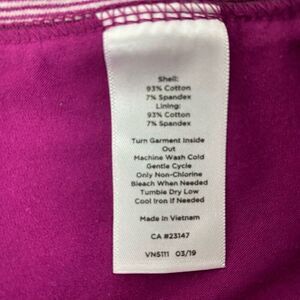 Shell:
93% Cotton
7% Spandex
Lining:
93% Cotton
7% Spandex
Turn Garment Inside
Out
Machine Wash Cold
Gentle Cycle
Only Non-Chlorine
Bleach When Needed
Tumble Dry Low
Cool Iron if Needed
Made in Vietnam
CA #23147
VN5111 03/19